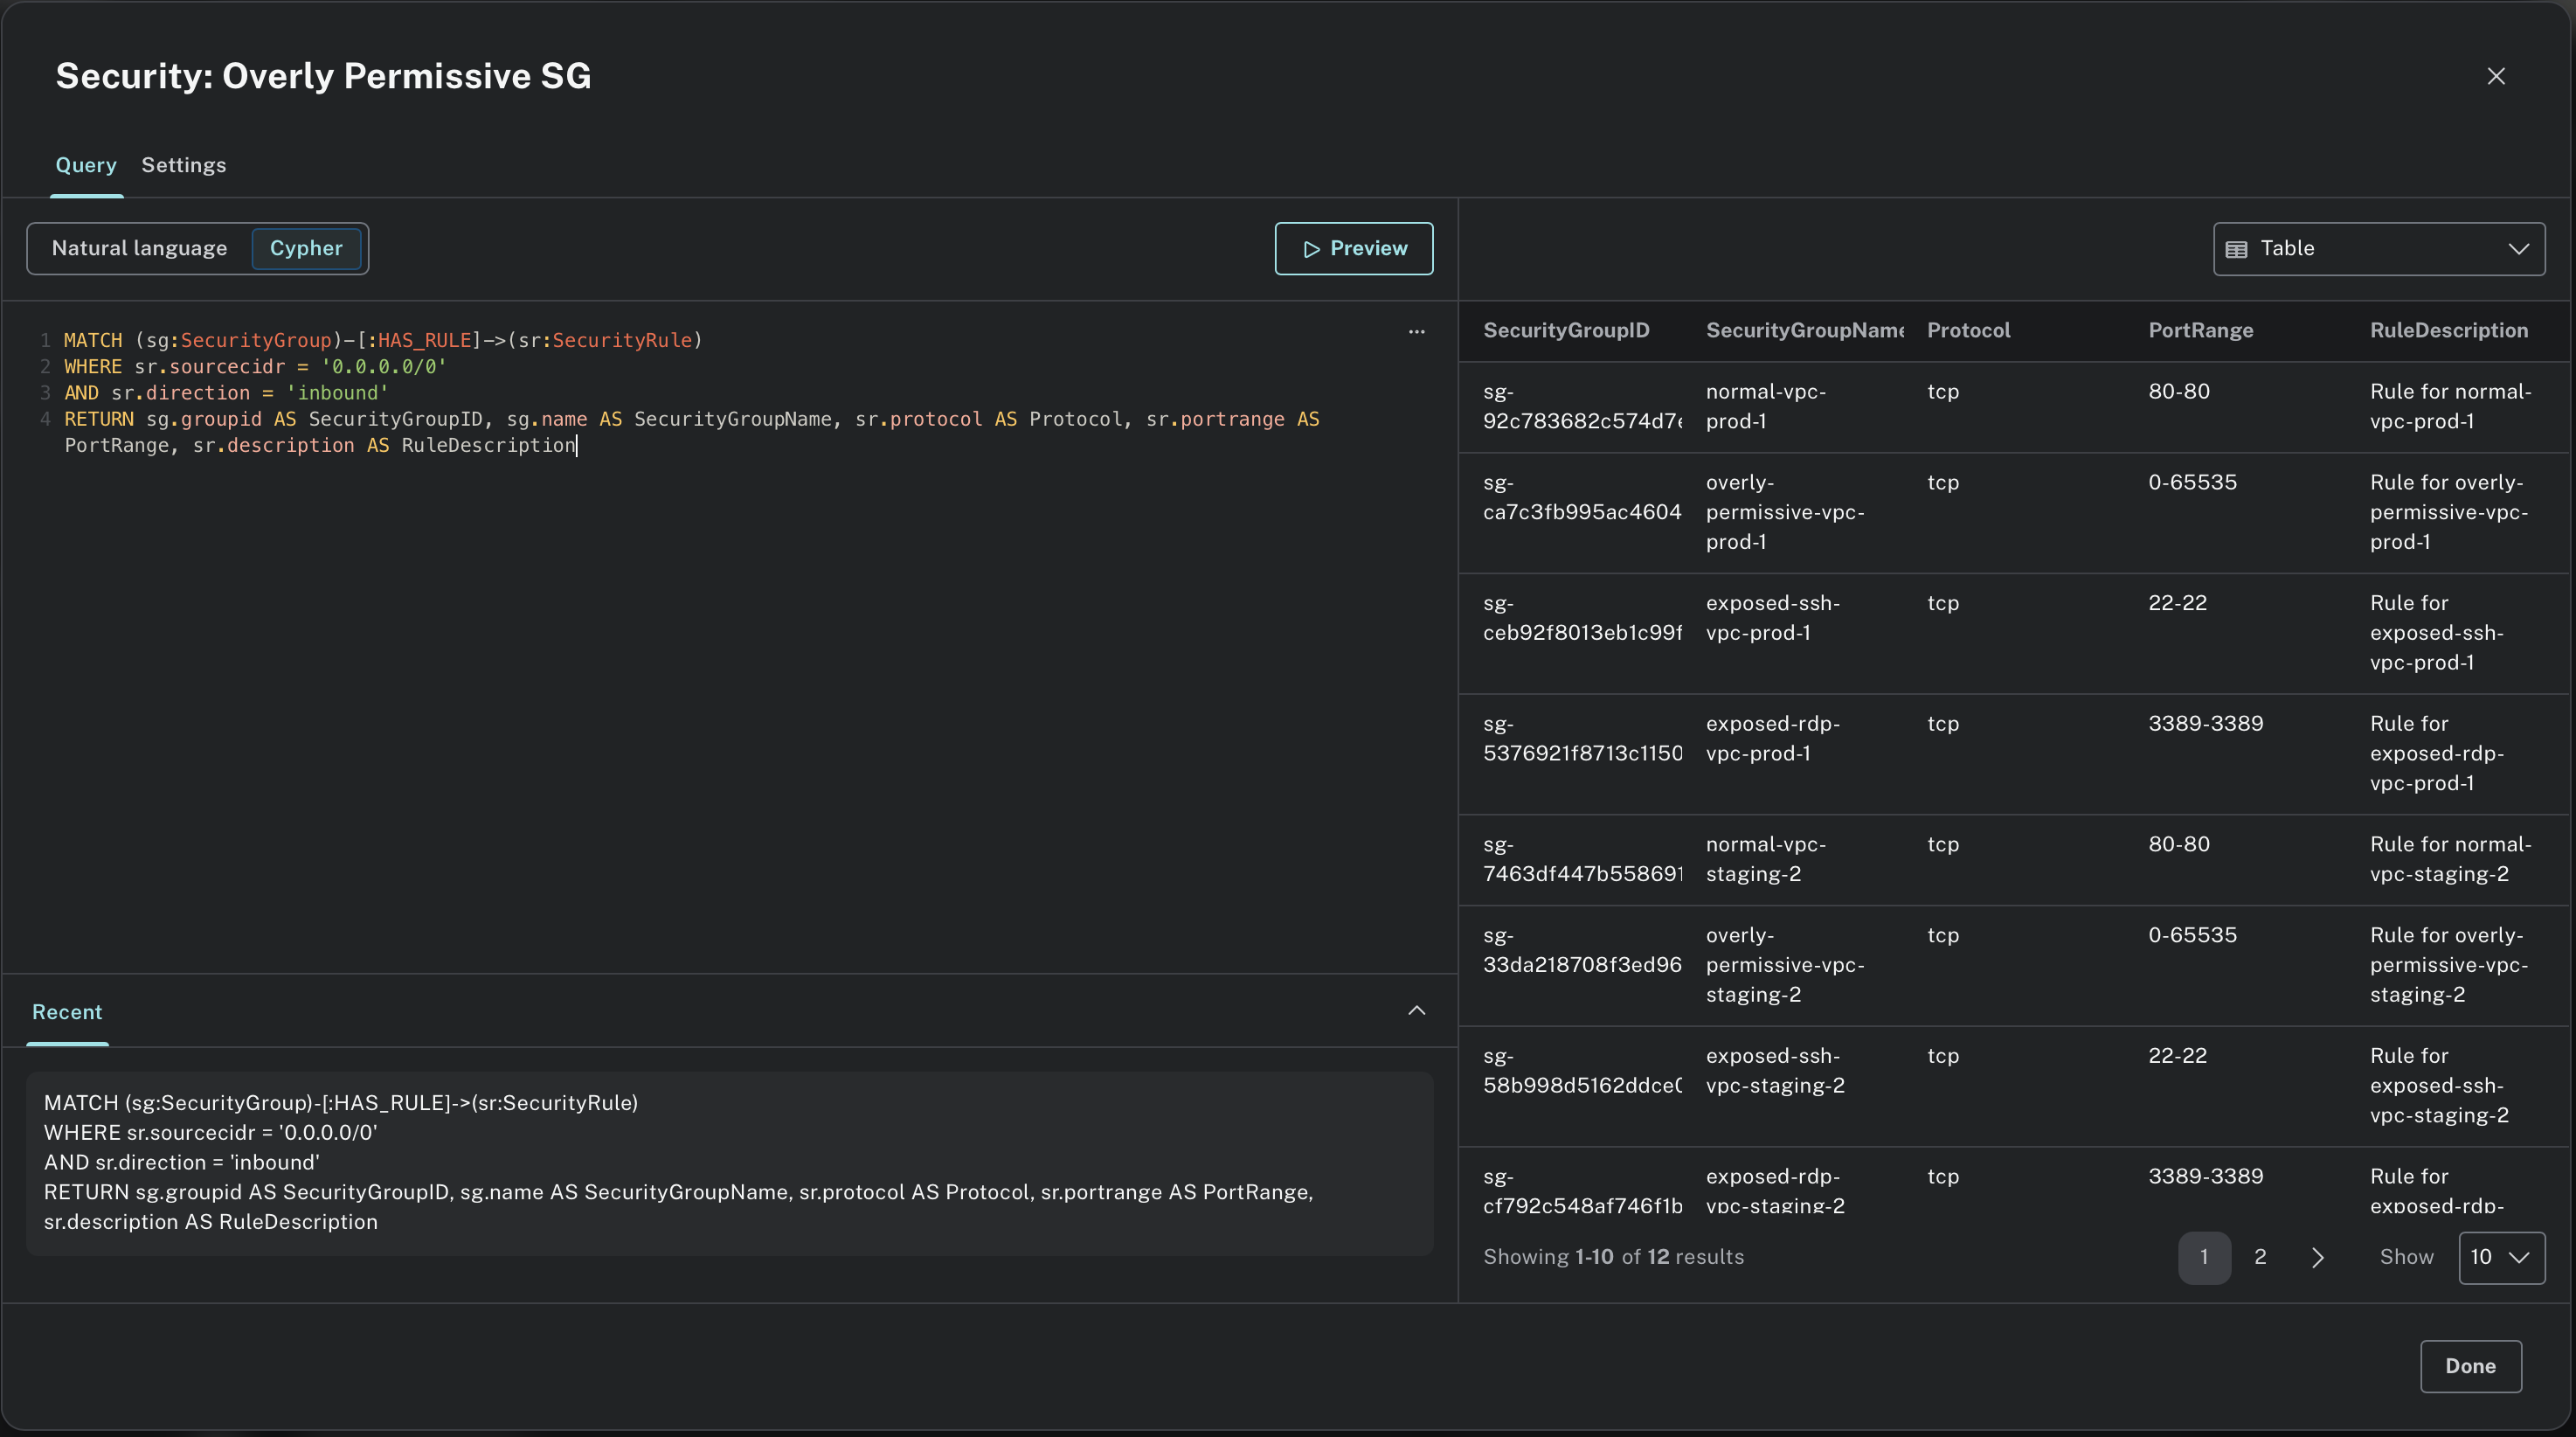 Security: Overly Permissive SG
Query Settings
Natural language Cypher
Preview
Table
1 MATCH (sg:SecurityGroup)-[:HAS_RULE]->(sr:SecurityRule)
2 WHERE sr.sourcecidr = '0.0.0.0/0'
3 AND sr.direction = 'inbound'
4 RETURN sg.groupid AS SecurityGroupID, sg.name AS SecurityGroupName, sr.protocol AS Protocol, sr.portrange AS
PortRange, sr.description AS RuleDescription
Recent
MATCH (sg:SecurityGroup)-[:HAS_RULE]->(sr:SecurityRule)
WHERE sr.sourcecidr = '0.0.0.0/0'
AND sr.direction = 'inbound'
RETURN sg.groupid AS SecurityGroupID, sg.name AS SecurityGroupName, sr.protocol AS Protocol, sr.portrange AS PortRange,
sr.description AS RuleDescription
SecurityGroupID SecurityGroupName Protocol PortRange RuleDescription
sg- normal-vpc- tcp 80-80 Rule for normal-
92c783682c574d7e prod-1 vpc-prod-1
sg- overly- tcp 0-65535 Rule for overly-
ca7c3fb995ac4604 permissive-vpc- permissive-vpc-
prod-1 prod-1
sg- exposed-ssh- tcp 22-22 Rule for
ceb92f8013eb1c99f vpc-prod-1 exposed-ssh-
vpc-prod-1
sg- exposed-rdp- tcp 3389-3389 Rule for
5376921f8713c1150 vpc-prod-1 exposed-rdp-
vpc-prod-1
sg- normal-vpc- tcp 80-80 Rule for normal-
7463df447b558691 staging-2 vpc-staging-2
sg- overly- tcp 0-65535 Rule for overly-
33da218708f3ed96 permissive-vpc- permissive-vpc-
staging-2 staging-2
sg- exposed-ssh- tcp 22-22 Rule for
58b998d5162ddce0 vpc-staging-2 exposed-ssh-
vpc-staging-2
sg- exposed-rdp- tcp 3389-3389 Rule for
cf792c548af746f1b vpc-staging-2 exposed-rdp-
Showing 1-10 of 12 results
1 2 Show 10
Done